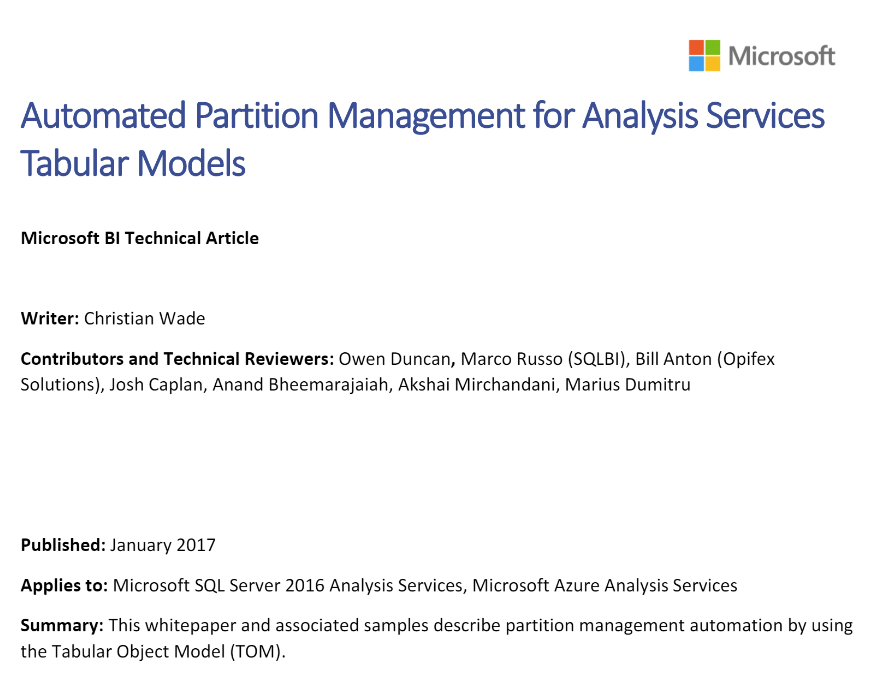 Microsoft
Automated Partition Management for Analysis Services
Tabular Models
Microsoft BI Technical Article
Writer: Christian Wade
Contributors and Technical Reviewers: Owen Duncan, Marco Russo (SQLBI), Bill Anton (Opifex
Solutions), Josh Caplan, Anand Bheemarajaiah, Akshai Mirchandani, Marius Dumitru
Published: January 2017
Applies to: Microsoft SQL Server 2016 Analysis Services, Microsoft Azure Analysis Services
Summary: This whitepaper and associated samples describe partition management automation by using
the Tabular Object Model (TOM).